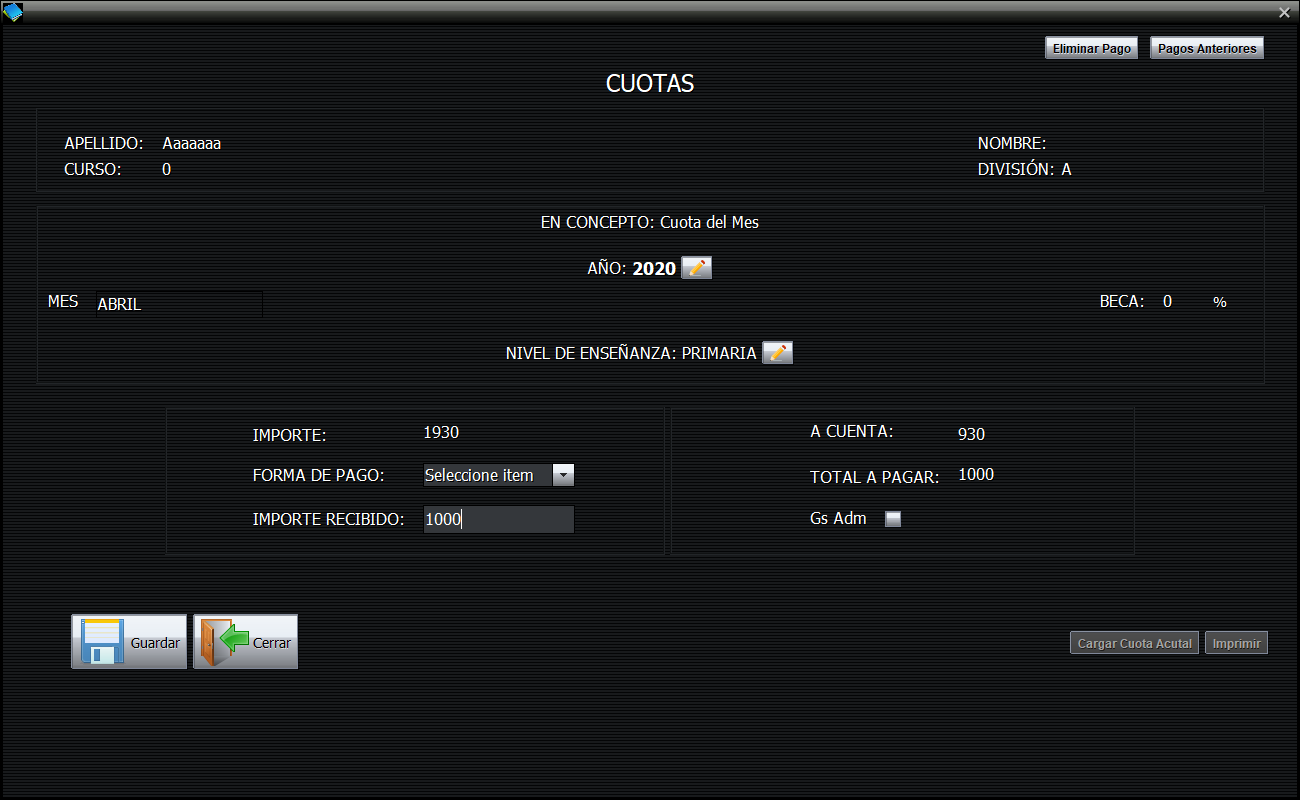 Eliminar Pago Pagos Anteriores
CUOTAS
APELLIDO: Aaaaaaa NOMBRE:
CURSO: 0 DIVISIÓN: A
EN CONCEPTO: Cuota del Mes
AÑO: 2020
MES ABRIL BECA: 0 %
NIVEL DE ENSEÑANZA: PRIMARIA
IMPORTE: 1930 A CUENTA: 930
FORMA DE PAGO: Seleccione item TOTAL A PAGAR: 1000
IMPORTE RECIBIDO: 1000 Gs Adm
Guardar Cerrar Cargar Cuota Acutal Imprimir